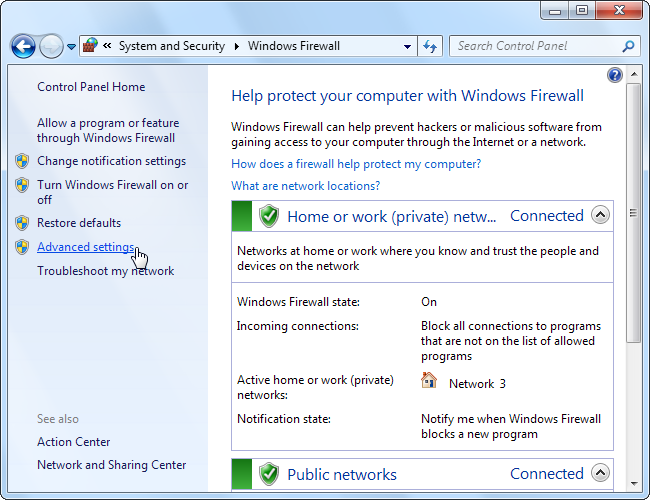 « System and Security ▸ Windows Firewall
Search Control Panel
Control Panel Home
Allow a program or feature
through Windows Firewall
Change notification settings
Turn Windows Firewall on or
off
Restore defaults
Advanced settings
Troubleshoot my network
See also
Action Center
Network and Sharing Center
Help protect your computer with Windows Firewall
Windows Firewall can help prevent hackers or malicious software from
gaining access to your computer through the Internet or a network.
How does a firewall help protect my computer?
What are network locations?
Home or work (private) netw... Connected
Networks at home or work where you know and trust the people and
devices on the network
Windows Firewall state: On
Incoming connections: Block all connections to programs
that are not on the list of allowed
programs
Active home or work (private) Network 3
networks:
Notification state: Notify me when Windows Firewall
blocks a new program
Public networks Connected